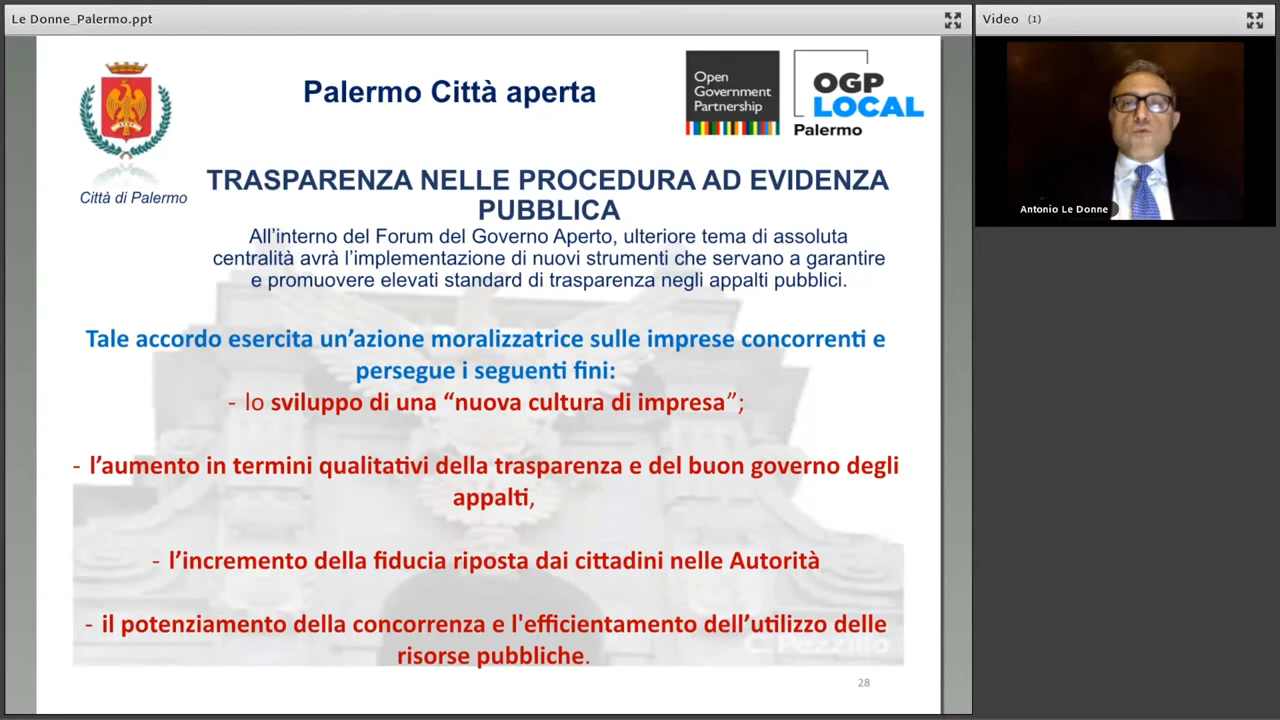 Le Donne_Palermo.ppt
Video (1)
Palermo Città aperta
Open
Government
Partnership
OGP
LOCAL
Palermo
Città di Palermo
TRASPARENZA NELLE PROCEDURA AD EVIDENZA
PUBBLICA
All’interno del Forum del Governo Aperto, ulteriore tema di assoluta
centralità avrà l’implementazione di nuovi strumenti che servano a garantire
e promuovere elevati standard di trasparenza negli appalti pubblici.
Tale accordo esercita un’azione moralizzatrice sulle imprese concorrenti e
persegue i seguenti fini:
- lo sviluppo di una “nuova cultura di impresa”;
- l’aumento in termini qualitativi della trasparenza e del buon governo degli
appalti,
- l’incremento della fiducia riposta dai cittadini nelle Autorità
- il potenziamento della concorrenza e l'efficientamento dell’utilizzo delle
risorse pubbliche.
C. Pezzillo
28
Antonio Le Donne